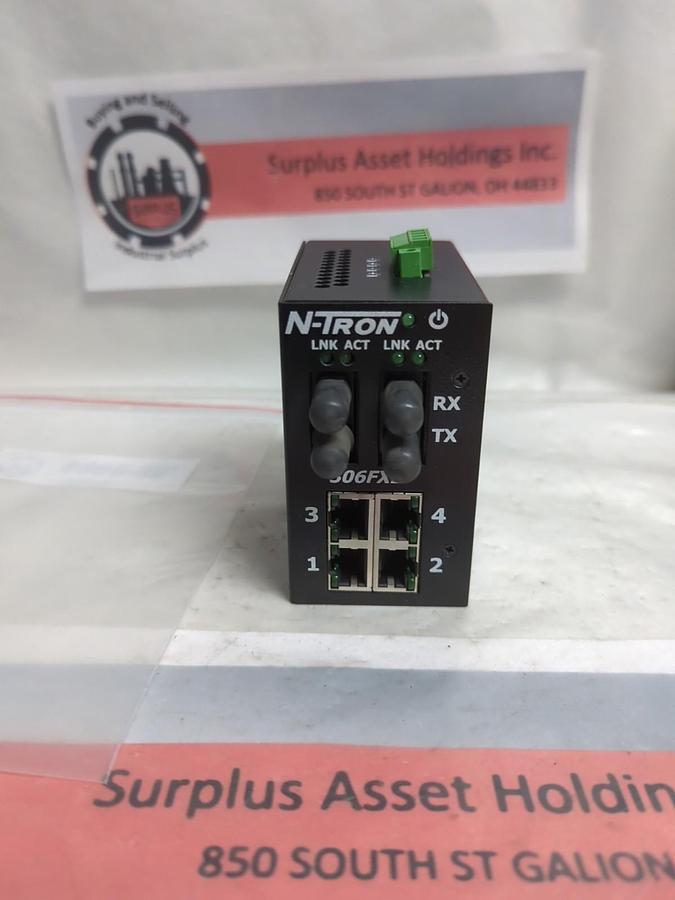 Buying and Selling
SURPLUS
Industrial Surplus
Surplus Asset Holdings Inc.
850 SOUTH ST GALION, OH 44833
N-TRON
LNK ACT LNK ACT
RX
TX
3 4
1 2
Surplus Asset Holdin
850 SOUTH ST GALION,